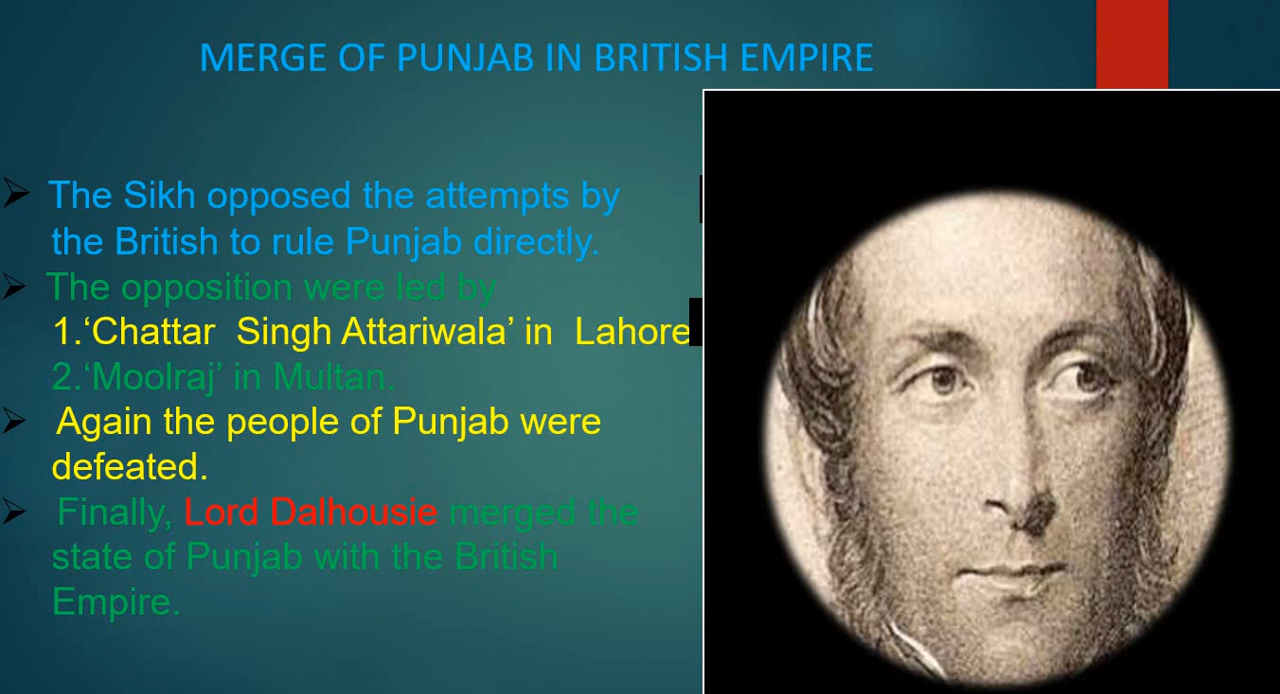 MERGE OF PUNJAB IN BRITISH EMPIRE
The Sikh opposed the attempts by
the British to rule Punjab directly.
The opposition were led by
1.‘Chattar Singh Attariwala’ in Lahore
2.‘Moolraj’ in Multan.
Again the people of Punjab were
defeated.
Finally, Lord Dalhousie merged the
state of Punjab with the British
Empire.